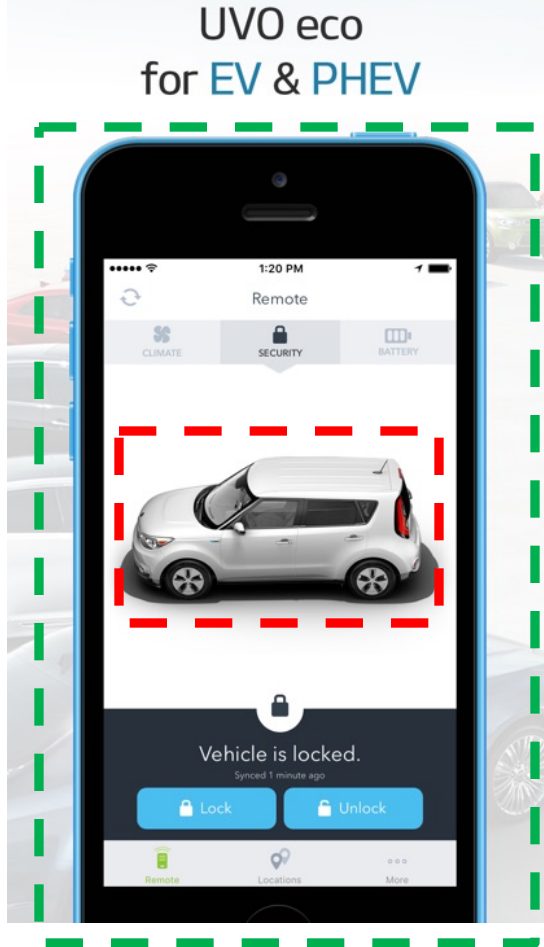 UVO eco
for EV & PHEV
1:20 PM
Remote
CLIMATE SECURITY BATTERY
Vehicle is locked.
Synced 1 minute ago
Lock Unlock
Remote Locations More